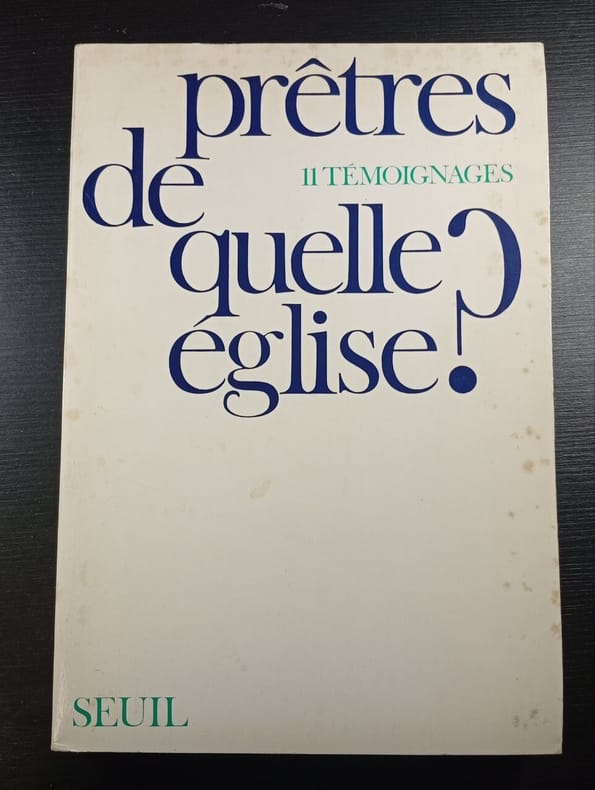 prêtres
11 TÉMOIGNAGES
de
quelle
église?
SEUIL